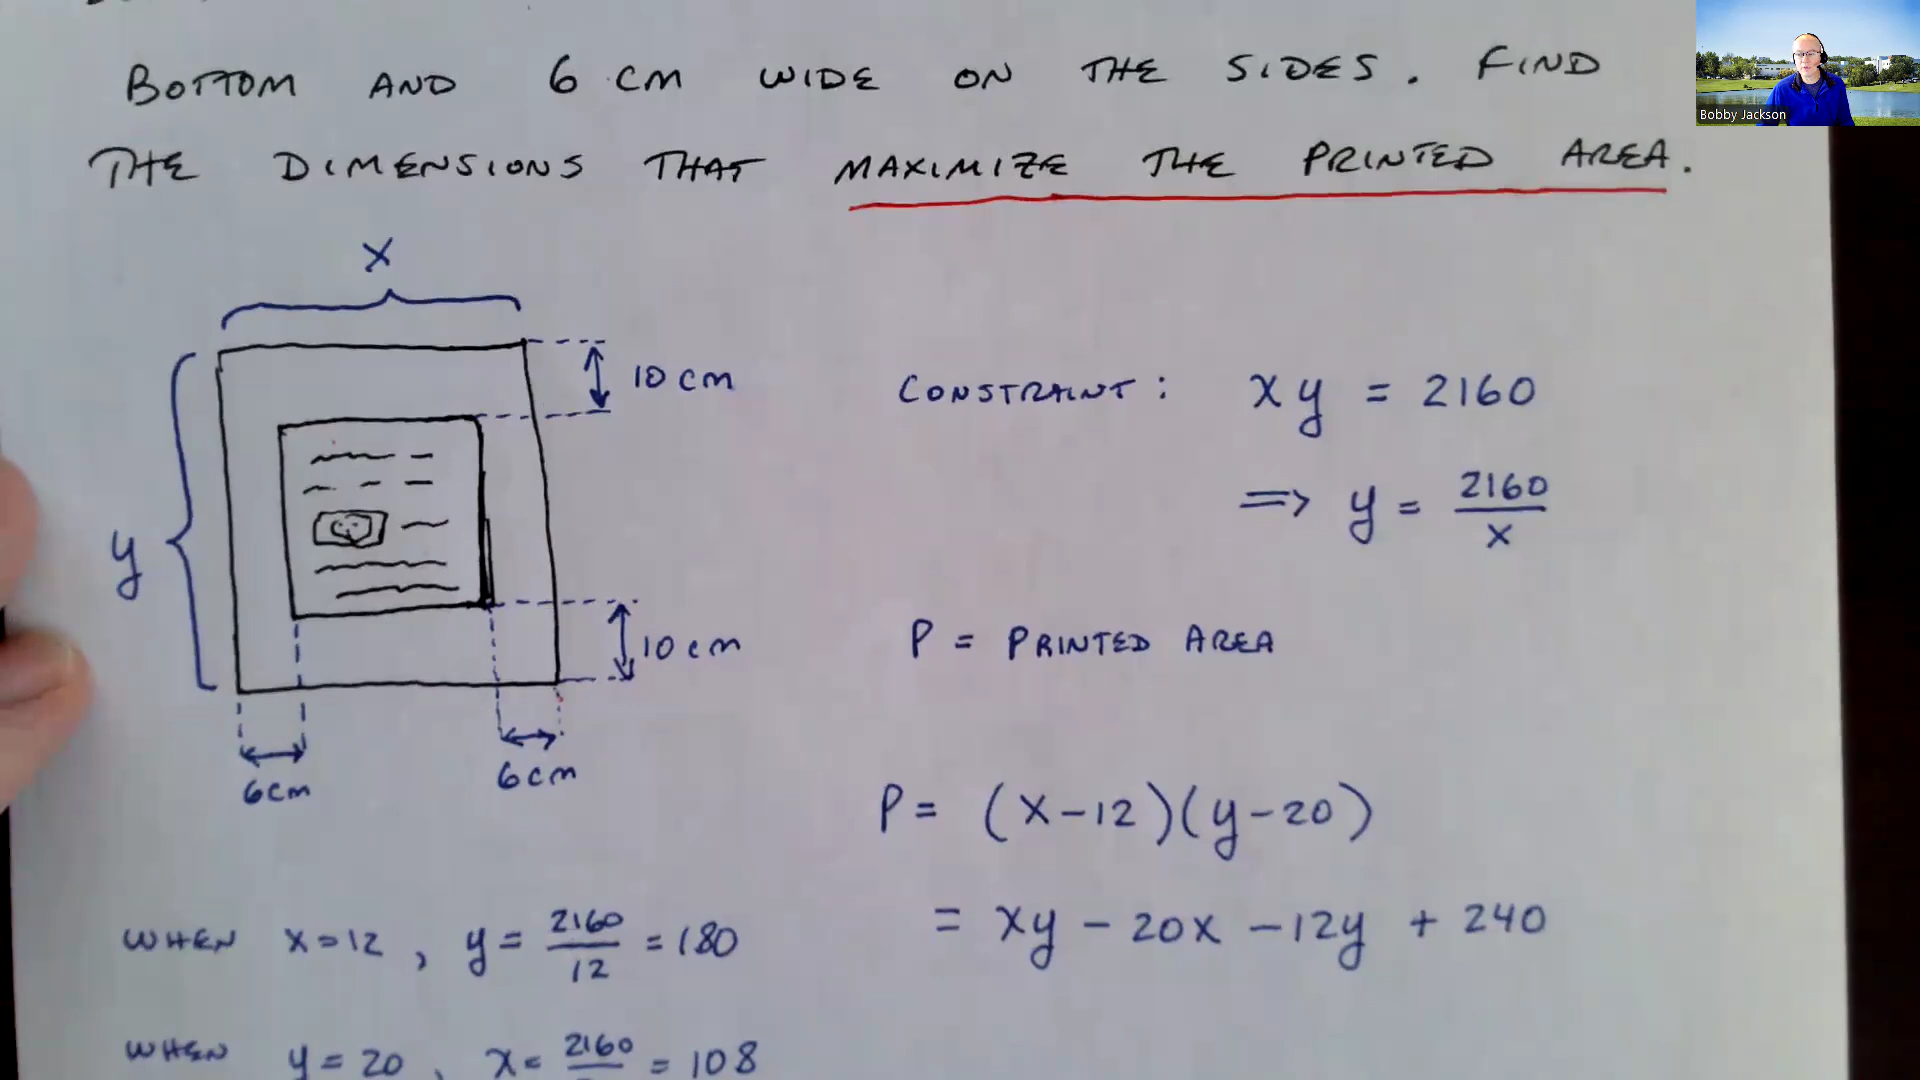 BOTTOM AND 6 CM WIDE ON THE SIDES. FIND
THE DIMENSIONS THAT MAXIMIZE THE PRINTED AREA.
Bobby Jackson
X
10 cm
y
10 cm
6cm
6cm
CONSTRAINT: xy = 2160
=> y = 2160/x
P = PRINTED AREA
P = (x-12)(y-20)
= xy - 20x - 12y + 240
WHEN x=12, y = 2160/12 = 180
WHEN y = 20, x = 2160/ = 108